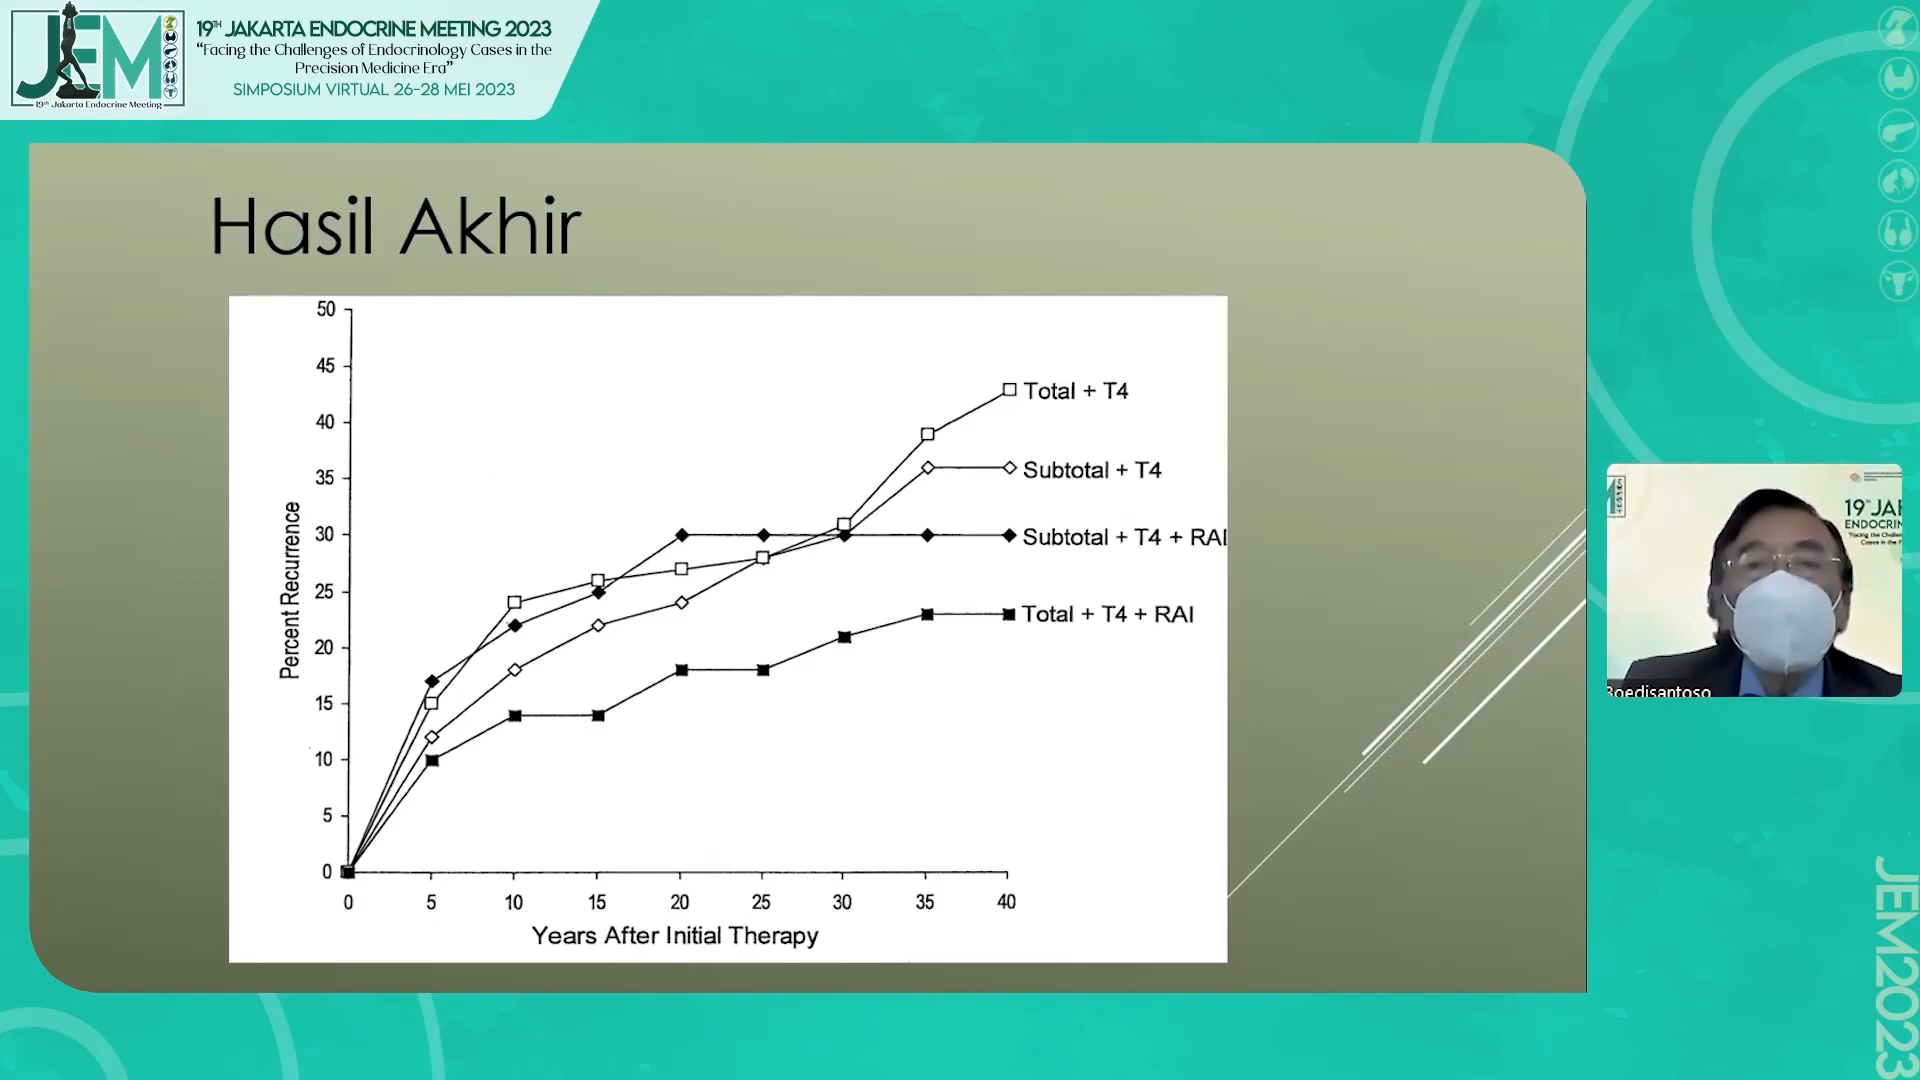 JEM
19th Jakarta Endocrine Meeting
19TH JAKARTA ENDOCRINE MEETING 2023
“Facing the Challenges of Endocrinology Cases in the
Precision Medicine Era”
SIMPOSIUM VIRTUAL 26-28 MEI 2023
Hasil Akhir
50
45
40
35
30
25
20
15
10
5
0
Percent Recurrence
Total + T4
Subtotal + T4
Subtotal + T4 + RAI
Total + T4 + RAI
0 5 10 15 20 25 30 35 40
Years After Initial Therapy
19TH JA
ENDOCRIN
Boedisantoso
JEM2023